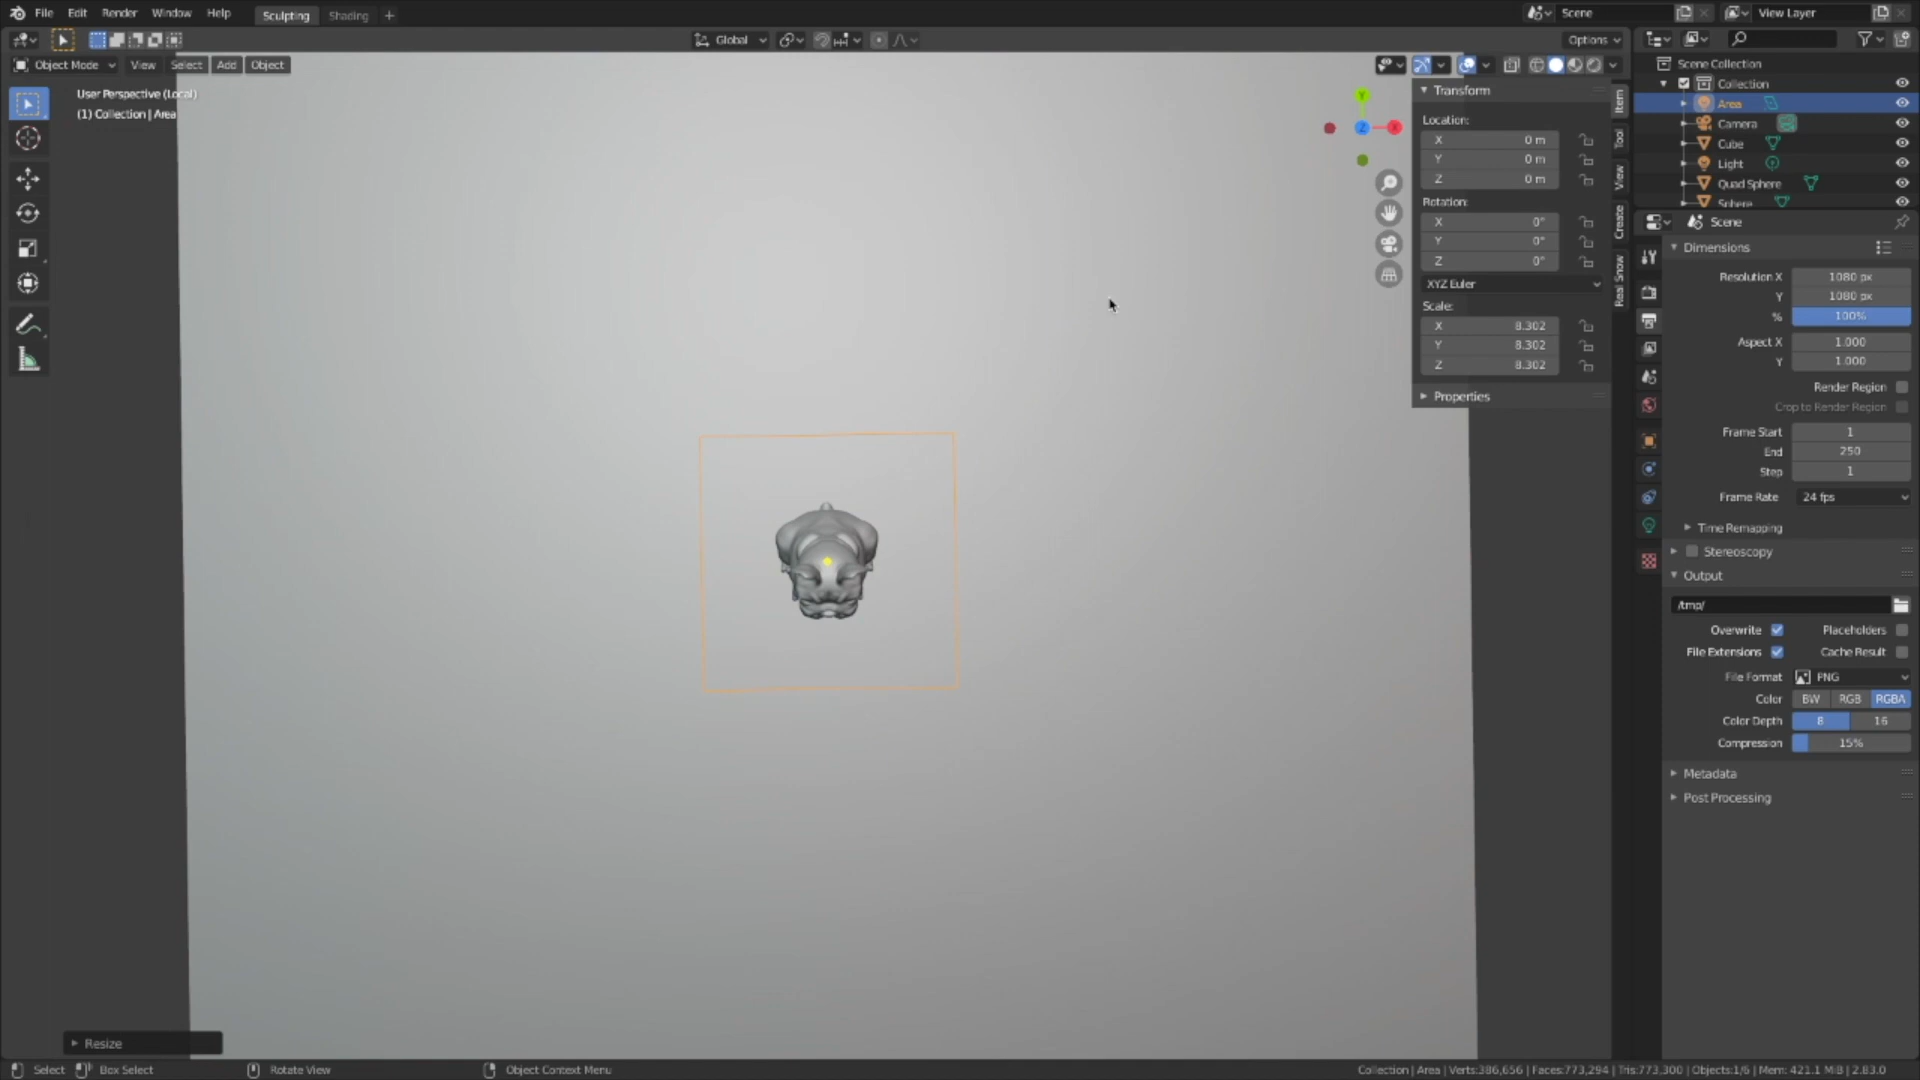 File Edit Render Window Help Sculpting Shading + Scene View Layer
Global Options
Object Mode View Select Add Object
User Perspective (Local)
(1) Collection | Area
Y
Z
X
Transform
Location:
X 0 m
Y 0 m
Z 0 m
Rotation:
X 0°
Y 0°
Z 0°
XYZ Euler
Scale:
X 8.302
Y 8.302
Z 8.302
Properties
Item
Tool
View
Create
Real Snow
Scene Collection
Collection
Area
Camera
Cube
Light
Quad Sphere
Sphere
Scene
Dimensions
Resolution X 1080 px
Y 1080 px
% 100%
Aspect X 1.000
Y 1.000
Render Region
Crop to Render Region
Frame Start 1
End 250
Step 1
Frame Rate 24 fps
Time Remapping
Stereoscopy
Output
/tmp/
Overwrite Placeholders
File Extensions Cache Result
File Format PNG
Color BW RGB RGBA
Color Depth 8 16
Compression 15%
Metadata
Post Processing
Resize
Select Box Select Rotate View Object Context Menu Collection | Area | Verts:386,656 | Faces:773,294 | Tris:773,300 | Objects:1/6 | Mem: 421.1 MiB | 2.83.0